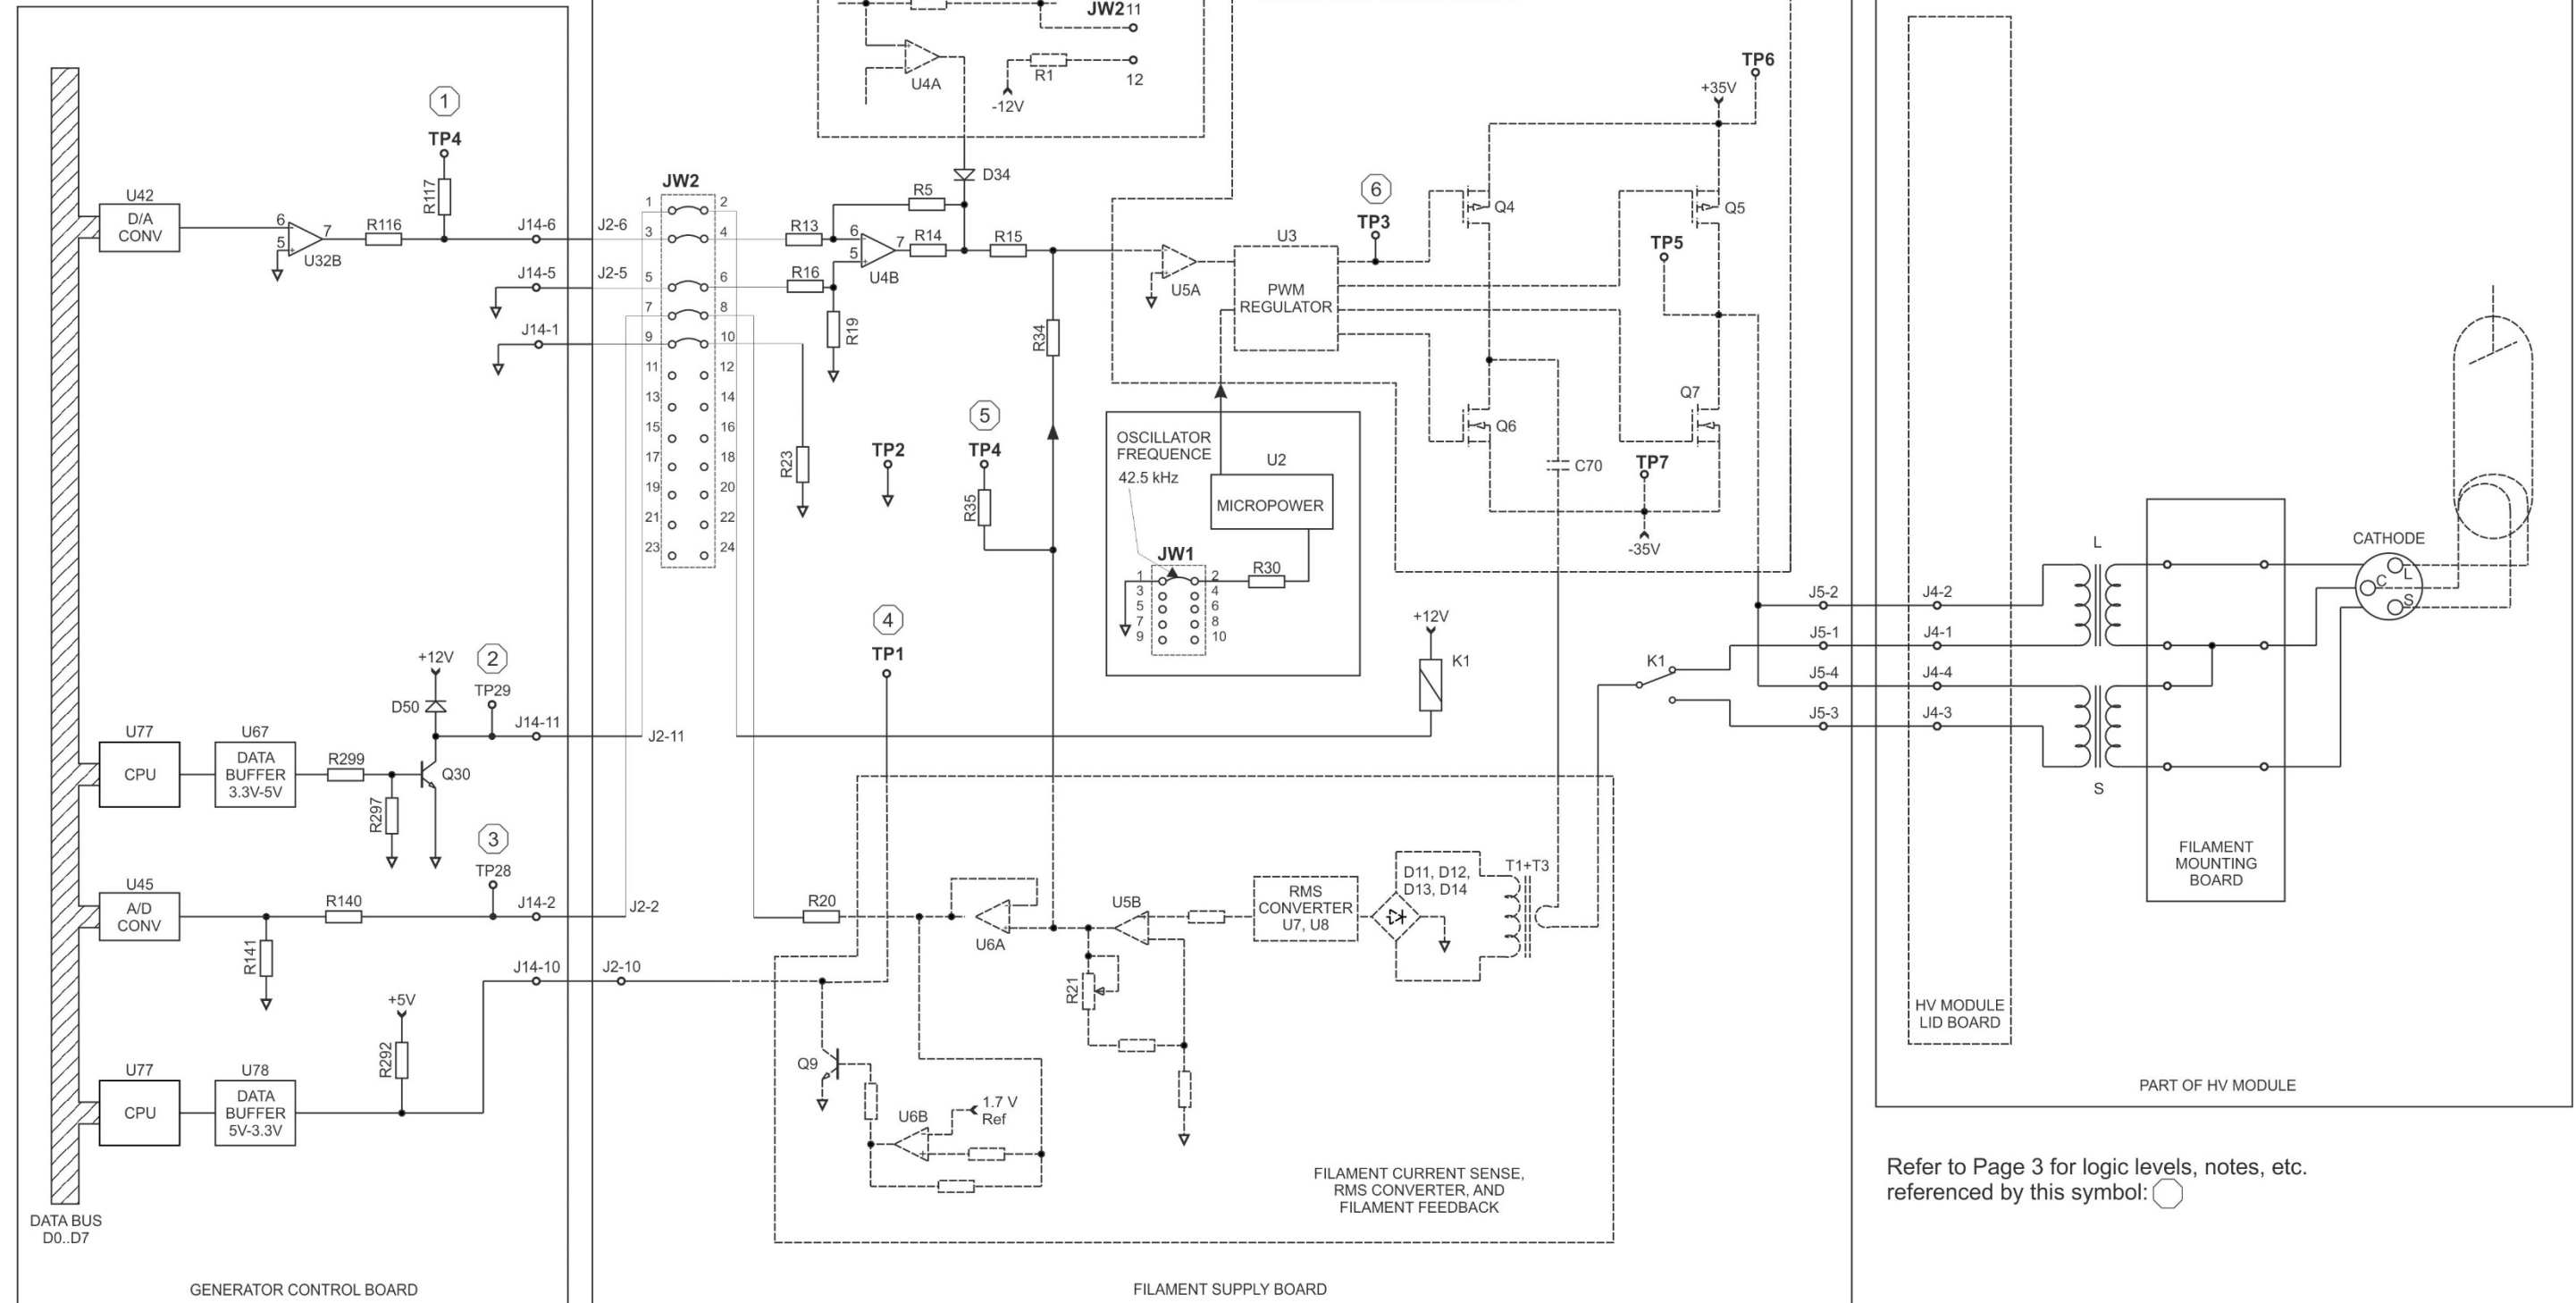 JW2 11
U4A
R1
12
-12V
TP6
+35V
1
TP4
R117
U42
D/A
CONV
6
5
7
U32B
R116
J14-6
J2-6
J14-5
J2-5
J14-1
JW2
1
2
3
4
5
6
7
8
9
10
11
12
13
14
15
16
17
18
19
20
21
22
23
24
D34
R5
R13
6
5
7
U4B
R14
R15
R16
R19
R23
R34
U5A
U3
PWM
REGULATOR
6
TP3
Q4
Q5
TP5
Q6
Q7
C70
TP7
-35V
TP2
5
TP4
R35
OSCILLATOR
FREQUENCE
42.5 kHz
U2
MICROPOWER
JW1
1
2
3
4
5
6
7
8
9
10
R30
+12V
K1
4
TP1
K1
J5-2
J4-2
J5-1
J4-1
J5-4
J4-4
J5-3
J4-3
L
S
CATHODE
L
C
S
FILAMENT
MOUNTING
BOARD
HV MODULE
LID BOARD
PART OF HV MODULE
+12V
D50
2
TP29
J14-11
J2-11
U77
CPU
U67
DATA
BUFFER
3.3V-5V
R299
R297
Q30
3
TP28
U45
A/D
CONV
R140
R141
J14-2
J2-2
J14-10
J2-10
+5V
R292
U77
CPU
U78
DATA
BUFFER
5V-3.3V
R20
U6A
U5B
RMS
CONVERTER
U7, U8
D11, D12,
D13, D14
T1+T3
R21
Q9
U6B
1.7 V
Ref
FILAMENT CURRENT SENSE,
RMS CONVERTER, AND
FILAMENT FEEDBACK
Refer to Page 3 for logic levels, notes, etc.
referenced by this symbol:
DATA BUS
D0..D7
GENERATOR CONTROL BOARD
FILAMENT SUPPLY BOARD